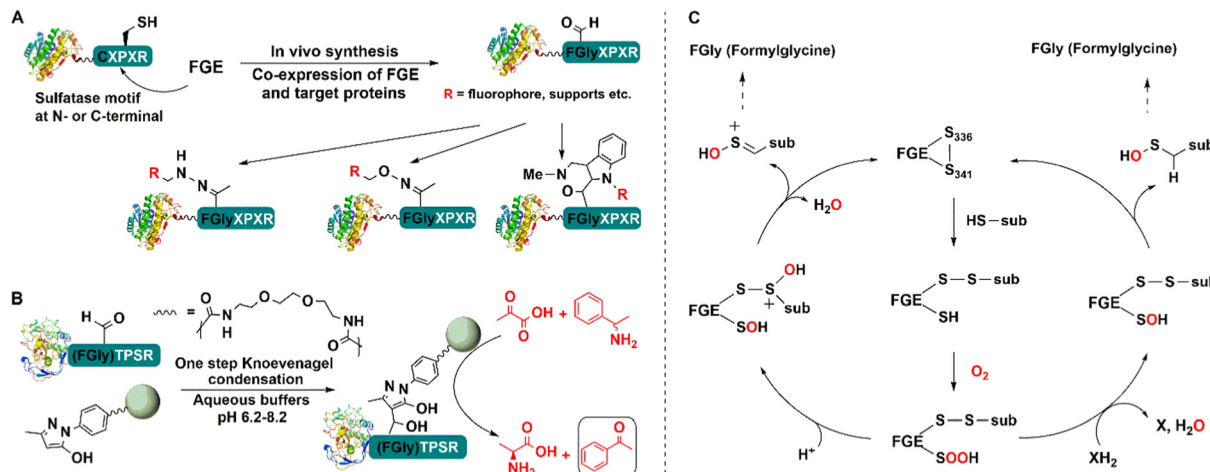 A
SH
CXPXR
FGE
Sulfatase motif
at N- or C-terminal
In vivo synthesis
Co-expression of FGE
and target proteins
O
H
FGlyXPXR
R = fluorophore, supports etc.
R
H
N
N
FGlyXPXR
R
O
N
FGlyXPXR
Me
N
O
N
R
FGlyXPXR
B
O
H
(FGly)TPSR
=
O
N
H
O
O
H
N
O
One step Knoevenagel
condensation
Aqueous buffers
pH 6.2-8.2
N
N
OH
N
N
OH
OH
(FGly)TPSR
O
OH
O
+
NH2
O
OH
NH2
+
O
C
FGly (Formylglycine)
FGly (Formylglycine)
+
HO
S
sub
H2O
FGE
S336
S341
HS
S
sub
H
HS–sub
OH
S–S
+
sub
FGE
SOH
S–S–sub
FGE
SH
S–S–sub
FGE
SOH
O2
S–S–sub
FGE
SOOH
H+
XH2
X, H2O